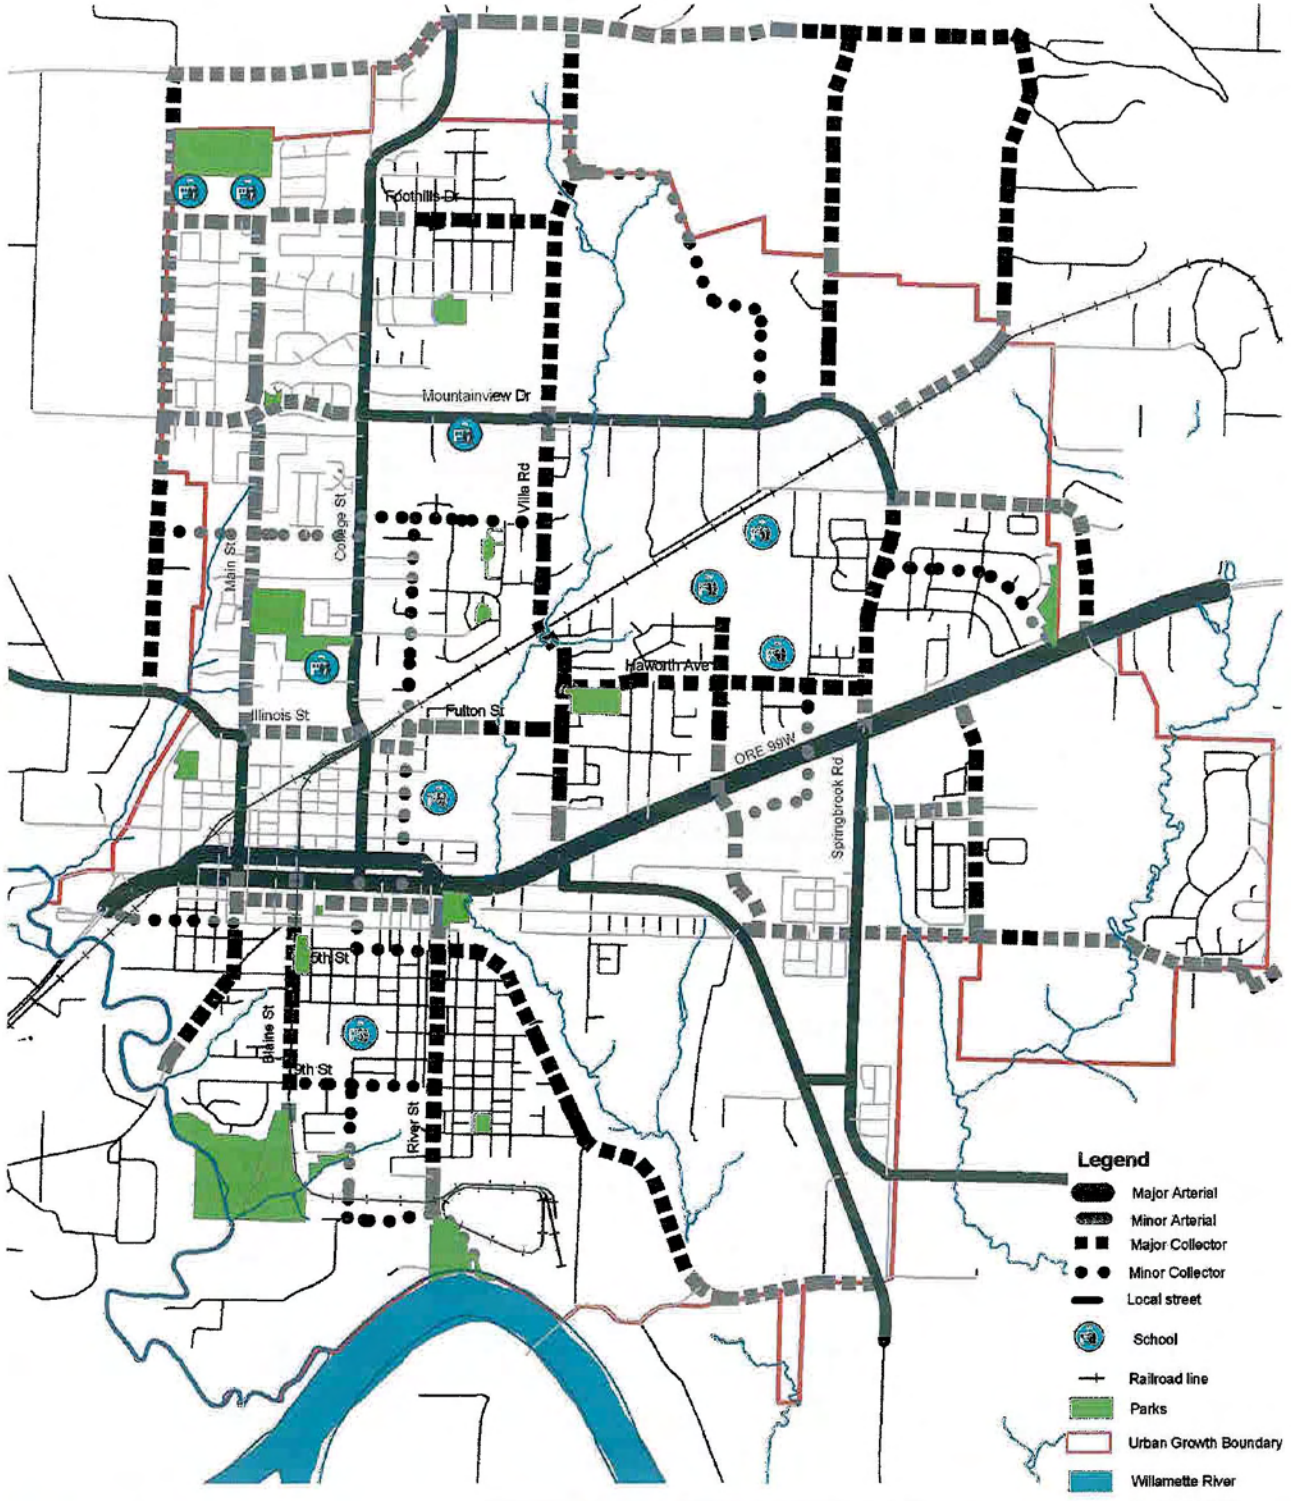 Foothills Dr
Mountainview Dr
Villa Rd
College St
Main St
Haworth Ave
Illinois St
Fulton St
ORE 99W
Springbrook Rd
5th St
Blaine St
9th St
River St
Legend
Major Arterial
Minor Arterial
Major Collector
Minor Collector
Local street
School
Railroad line
Parks
Urban Growth Boundary
Willamette River